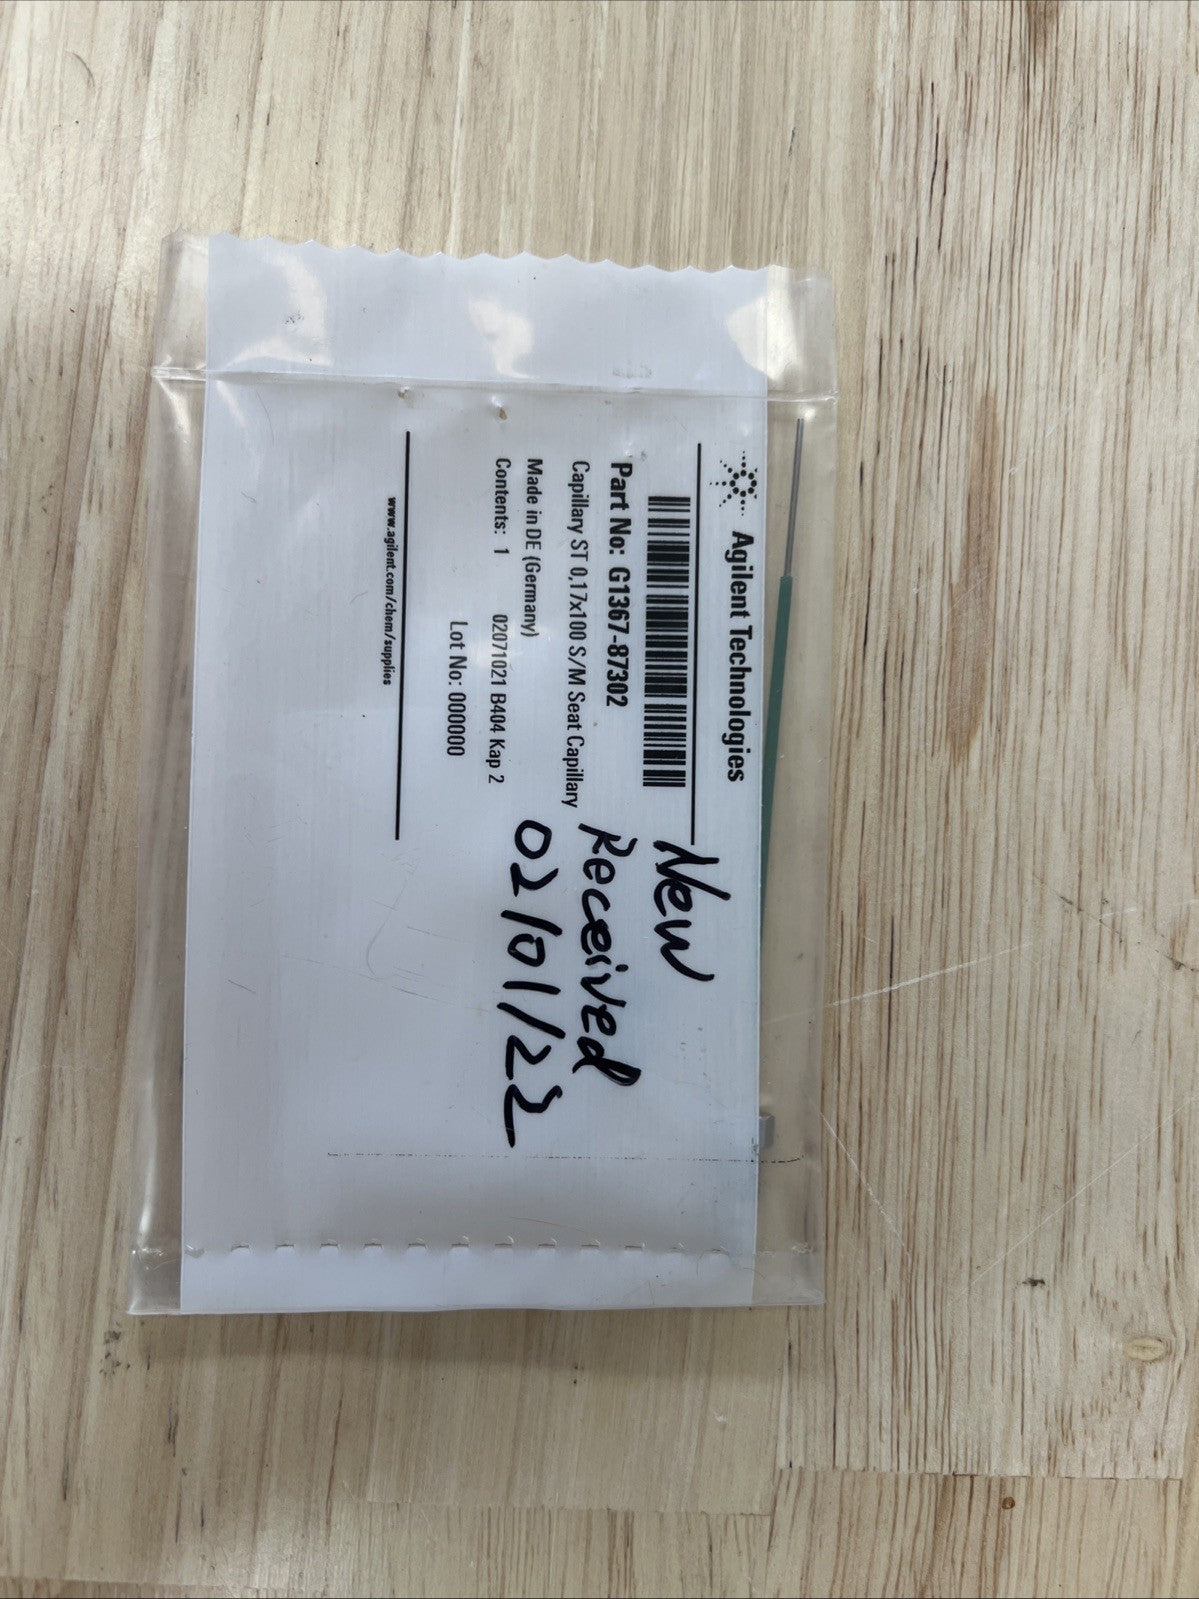 Agilent Technologies
Part No: G1367-87302
Capillary ST 0,17x100 S/M Seat Capillary
Made in DE (Germany)
Contents: 1 02071021 B404 Kap 2
Lot No: 000000
www.agilent.com/chem/supplies
New
Received
02/01/22